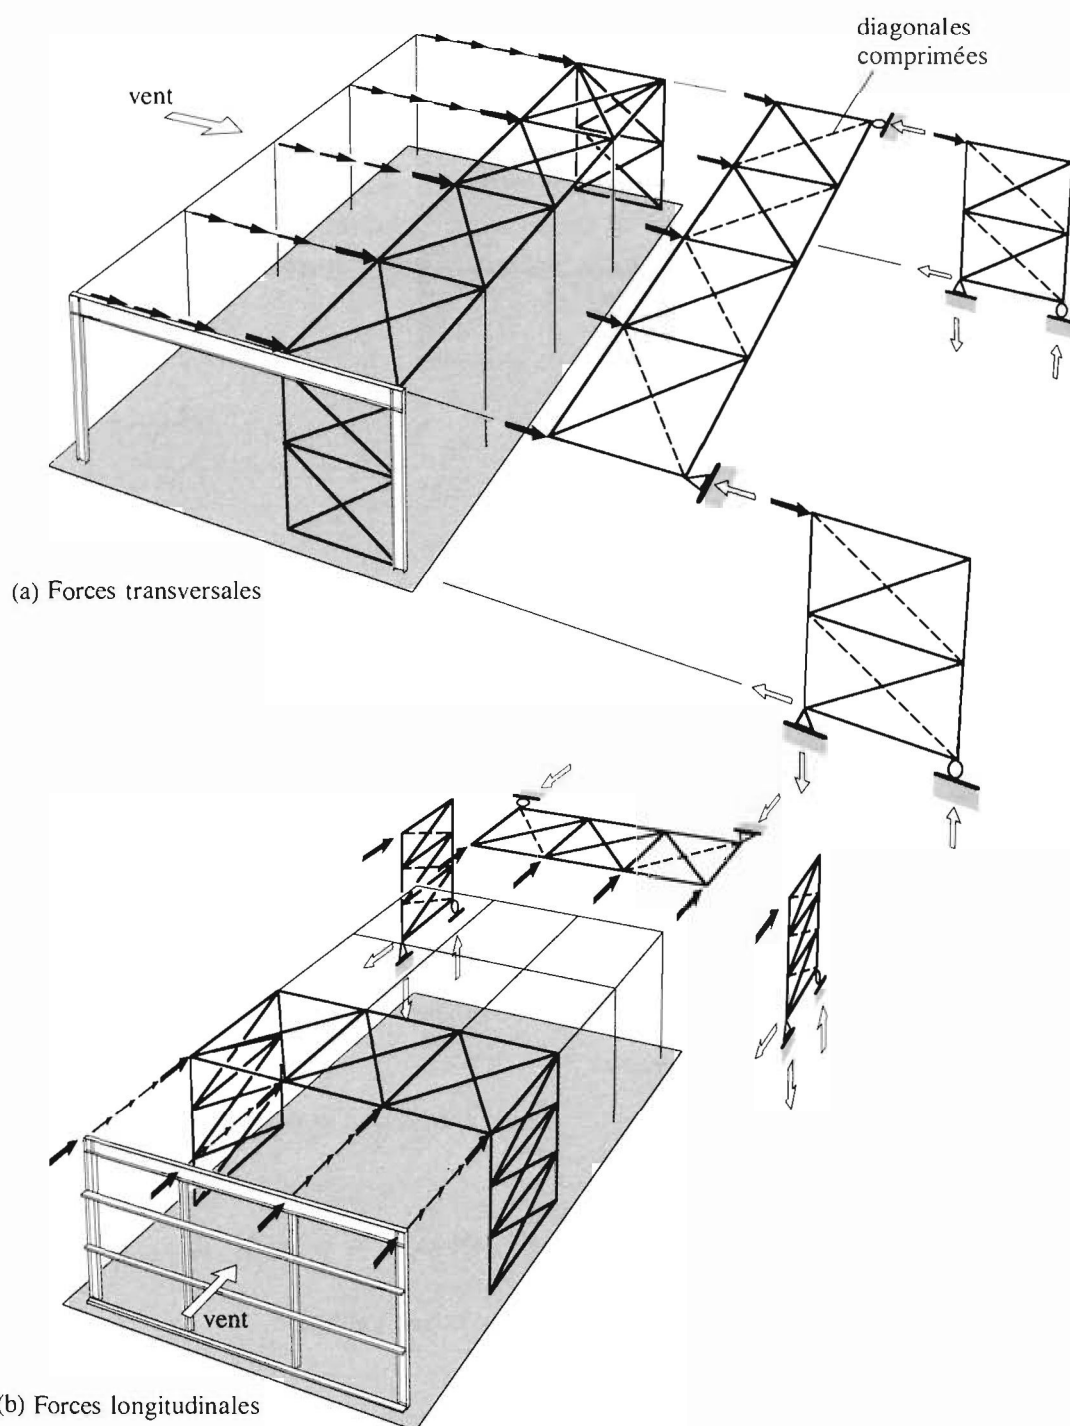 diagonales
comprimées
vent
(a) Forces transversales
vent
(b) Forces longitudinales